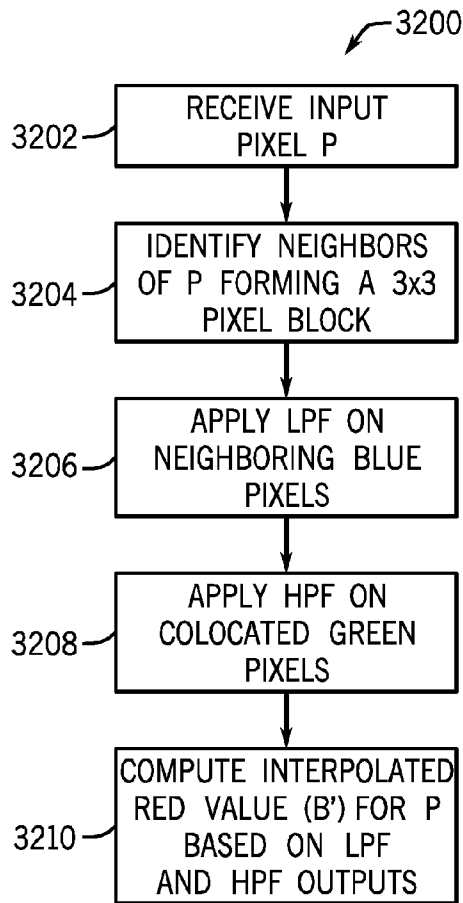 3200
3202
RECEIVE INPUT
PIXEL P
3204
IDENTIFY NEIGHBORS
OF P FORMING A 3x3
PIXEL BLOCK
3206
APPLY LPF ON
NEIGHBORING BLUE
PIXELS
3208
APPLY HPF ON
COLOCATED GREEN
PIXELS
3210
COMPUTE INTERPOLATED
RED VALUE (B') FOR P
BASED ON LPF
AND HPF OUTPUTS